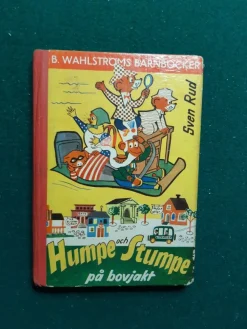 B. WAHLSTRÖMS BARNBÖCKER
Sven Rud
Humpe och
Stumpe
på bovjakt